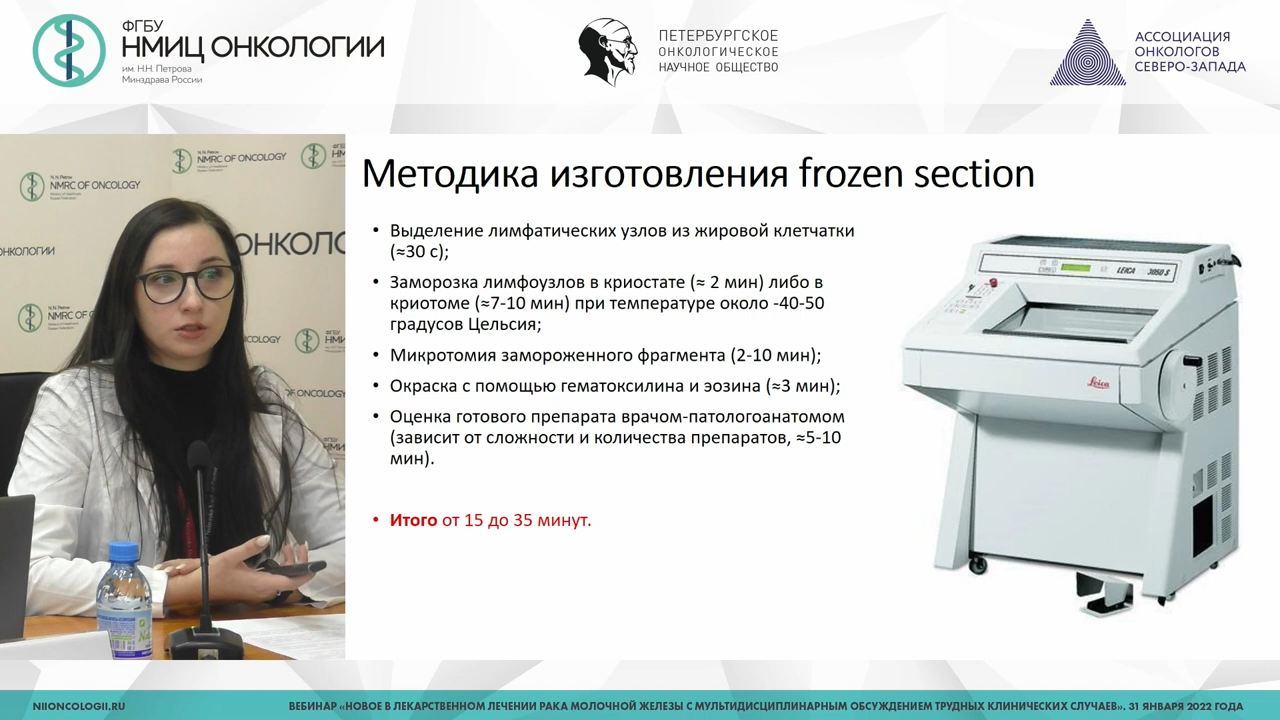 ФГБУ
НМИЦ ОНКОЛОГИИ
им. Н.Н. Петрова
Минздрава России
ПЕТЕРБУРГСКОЕ
ОНКОЛОГИЧЕСКОЕ
НАУЧНОЕ ОБЩЕСТВО
АССОЦИАЦИЯ
ОНКОЛОГОВ
СЕВЕРО-ЗАПАДА
NMRC OF ONCOLOGY
NMRC OF ONCOLOGY
ОНКОЛО
Методика изготовления frozen section
• Выделение лимфатических узлов из жировой клетчатки
(≈30 с);
• Заморозка лимфоузлов в криостате (≈ 2 мин) либо в
криотоме (≈7-10 мин) при температуре около -40-50
градусов Цельсия;
• Микротомия замороженного фрагмента (2-10 мин);
• Окраска с помощью гематоксилина и эозина (≈3 мин);
• Оценка готового препарата врачом-патологоанатомом
(зависит от сложности и количества препаратов, ≈5-10
мин).
• Итого от 15 до 35 минут.
LEICA 3050 S
Leica
NIIONCOLOGII.RU
ВЕБИНАР «НОВОЕ В ЛЕКАРСТВЕННОМ ЛЕЧЕНИИ РАКА МОЛОЧНОЙ ЖЕЛЕЗЫ С МУЛЬТИДИСЦИПЛИНАРНЫМ ОБСУЖДЕНИЕМ ТРУДНЫХ КЛИНИЧЕСКИХ СЛУЧАЕВ». 31 ЯНВАРЯ 2022 ГОДА